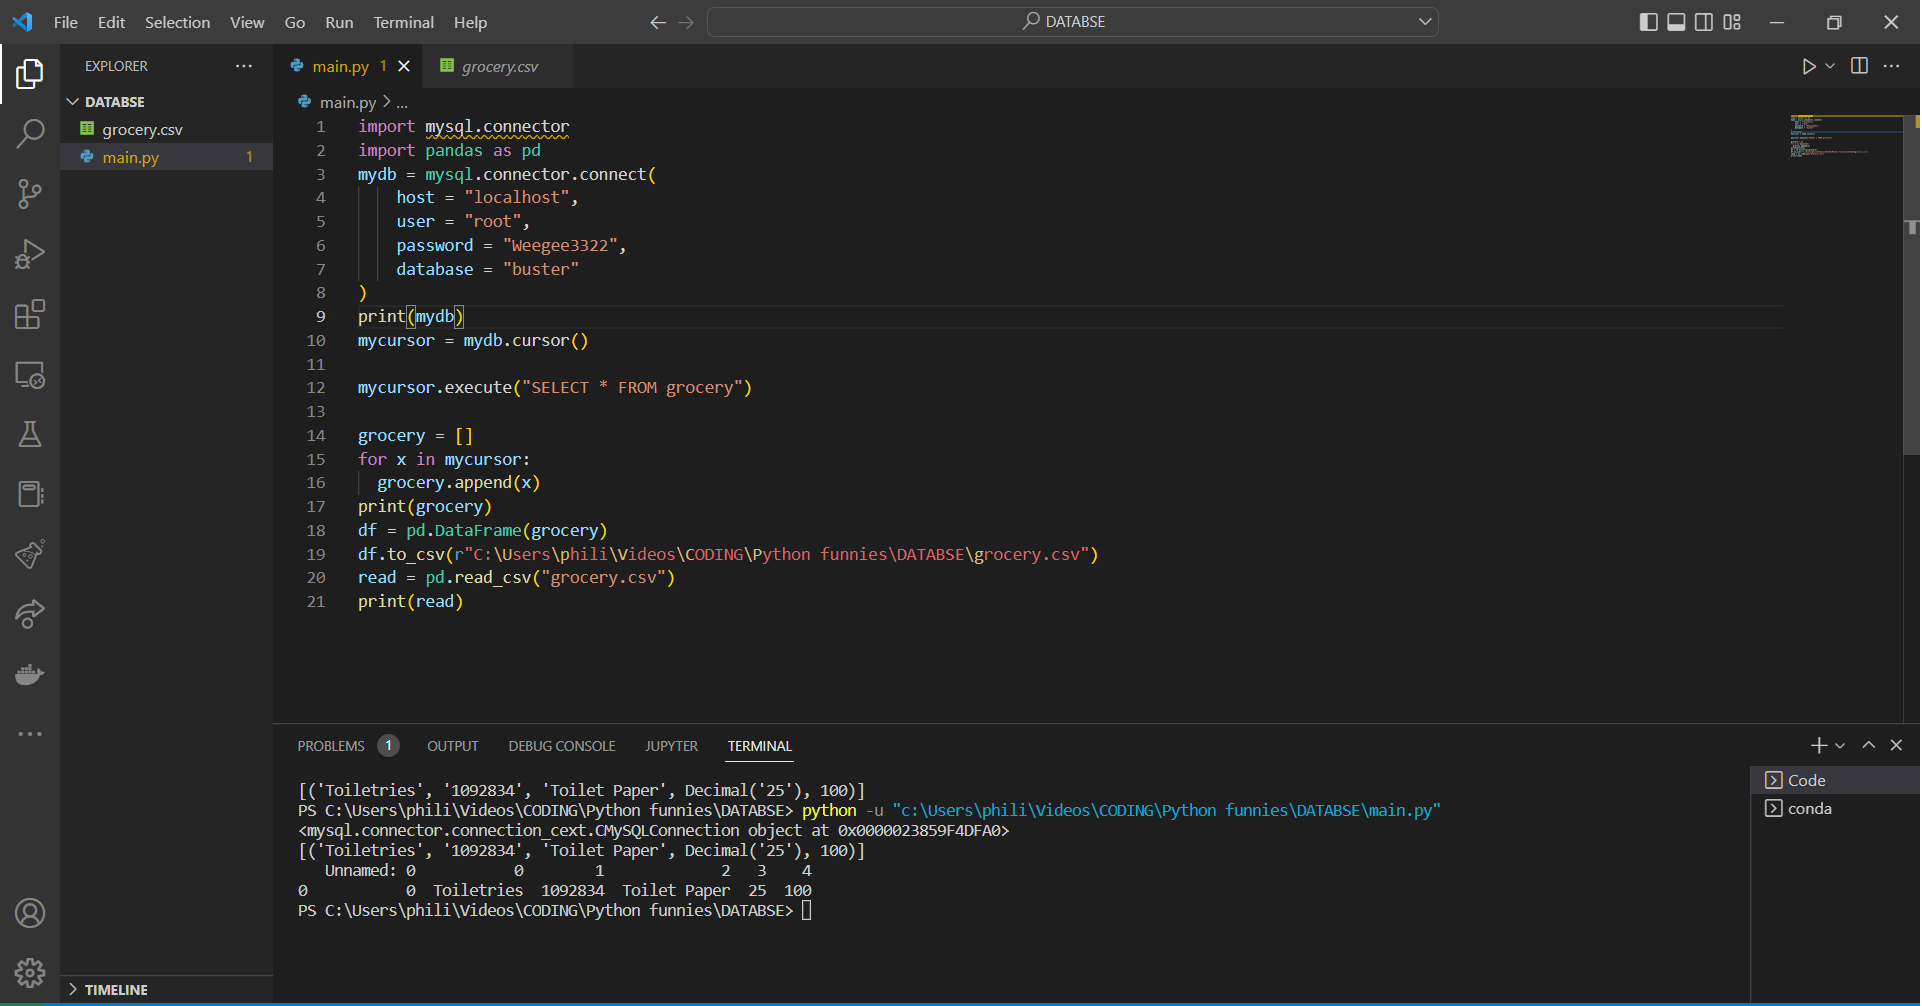 File Edit Selection View Go Run Terminal Help DATABSE
EXPLORER
DATABSE
grocery.csv
main.py 1
main.py 1
grocery.csv
main.py > ...
1 import mysql.connector
2 import pandas as pd
3 mydb = mysql.connector.connect(
4 host = "localhost",
5 user = "root",
6 password = "Weegee3322",
7 database = "buster"
8 )
9 print(mydb)
10 mycursor = mydb.cursor()
11
12 mycursor.execute("SELECT * FROM grocery")
13
14 grocery = []
15 for x in mycursor:
16 grocery.append(x)
17 print(grocery)
18 df = pd.DataFrame(grocery)
19 df.to_csv(r"C:\Users\phili\Videos\CODING\Python funnies\DATABSE\grocery.csv")
20 read = pd.read_csv("grocery.csv")
21 print(read)
PROBLEMS 1 OUTPUT DEBUG CONSOLE JUPYTER TERMINAL
[('Toiletries', '1092834', 'Toilet Paper', Decimal('25'), 100)]
PS C:\Users\phili\Videos\CODING\Python funnies\DATABSE> python -u "c:\Users\phili\Videos\CODING\Python funnies\DATABSE\main.py"
<mysql.connector.connection_cext.CMySQLConnection object at 0x0000023859F4DFA0>
[('Toiletries', '1092834', 'Toilet Paper', Decimal('25'), 100)]
Unnamed: 0 0 1 2 3 4
0 0 Toiletries 1092834 Toilet Paper 25 100
PS C:\Users\phili\Videos\CODING\Python funnies\DATABSE>
Code
conda
TIMELINE